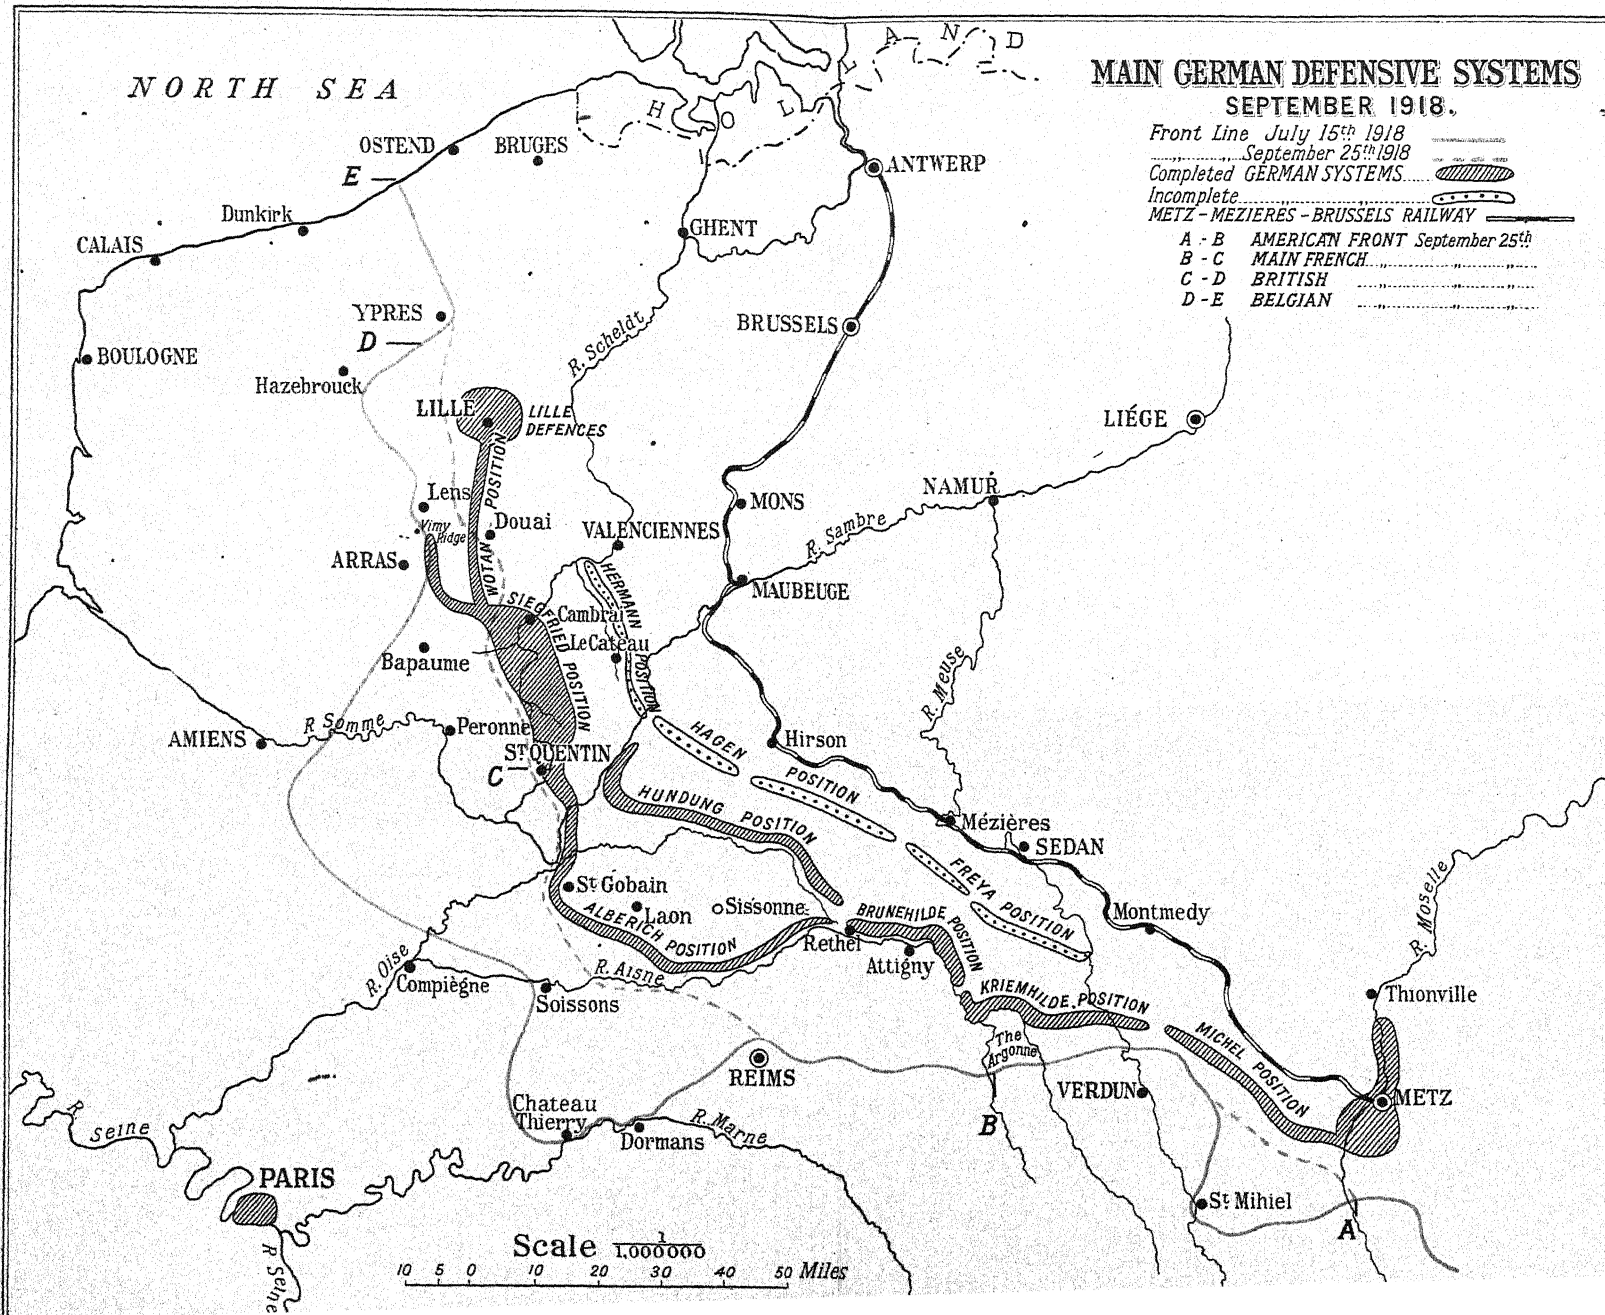 MAIN GERMAN DEFENSIVE SYSTEMS
SEPTEMBER 1918.
Front Line July 15th 1918
„ „ September 25th 1918
Completed GERMAN SYSTEMS
Incomplete „ „
METZ-MEZIERES-BRUSSELS RAILWAY
A-B AMERICAN FRONT September 25th
B-C MAIN FRENCH „ „ „
C-D BRITISH „ „ „
D-E BELGIAN „ „ „
NORTH SEA
HOLLAND
OSTEND
BRUGES
E
ANTWERP
Dunkirk
GHENT
CALAIS
YPRES
D
BRUSSELS
R. Scheldt
BOULOGNE
Hazebrouck
LILLE
LILLE
DEFENCES
LIÉGE
WOTAN POSITION
Lens
NAMUR
MONS
Vimy
Ridge
Douai
VALENCIENNES
R. Sambre
ARRAS
MAUBEUGE
HERMANN POSITION
SIEGFRIED POSITION
Cambrai
Le Cateau
Bapaume
R. Meuse
R. Somme
Peronne
AMIENS
Hirson
HAGEN POSITION
St. QUENTIN
C
HUNDUNG POSITION
Mézières
SEDAN
FREYA POSITION
St Gobain
Laon
Sissonne
ALBERICH POSITION
BRUNEHILDE POSITION
Montmedy
R. Moselle
Rethel
Attigny
R. Oise
Compiègne
R. Aisne
Soissons
KRIEMHILDE POSITION
Thionville
MICHEL POSITION
The
Argonne
REIMS
VERDUN
METZ
Chateau
Thierry
Dormans
R. Marne
B
R. Seine
PARIS
St. Mihiel
A
R. Seine
Scale 1/1,000000
10 5 0 10 20 30 40 50 Miles